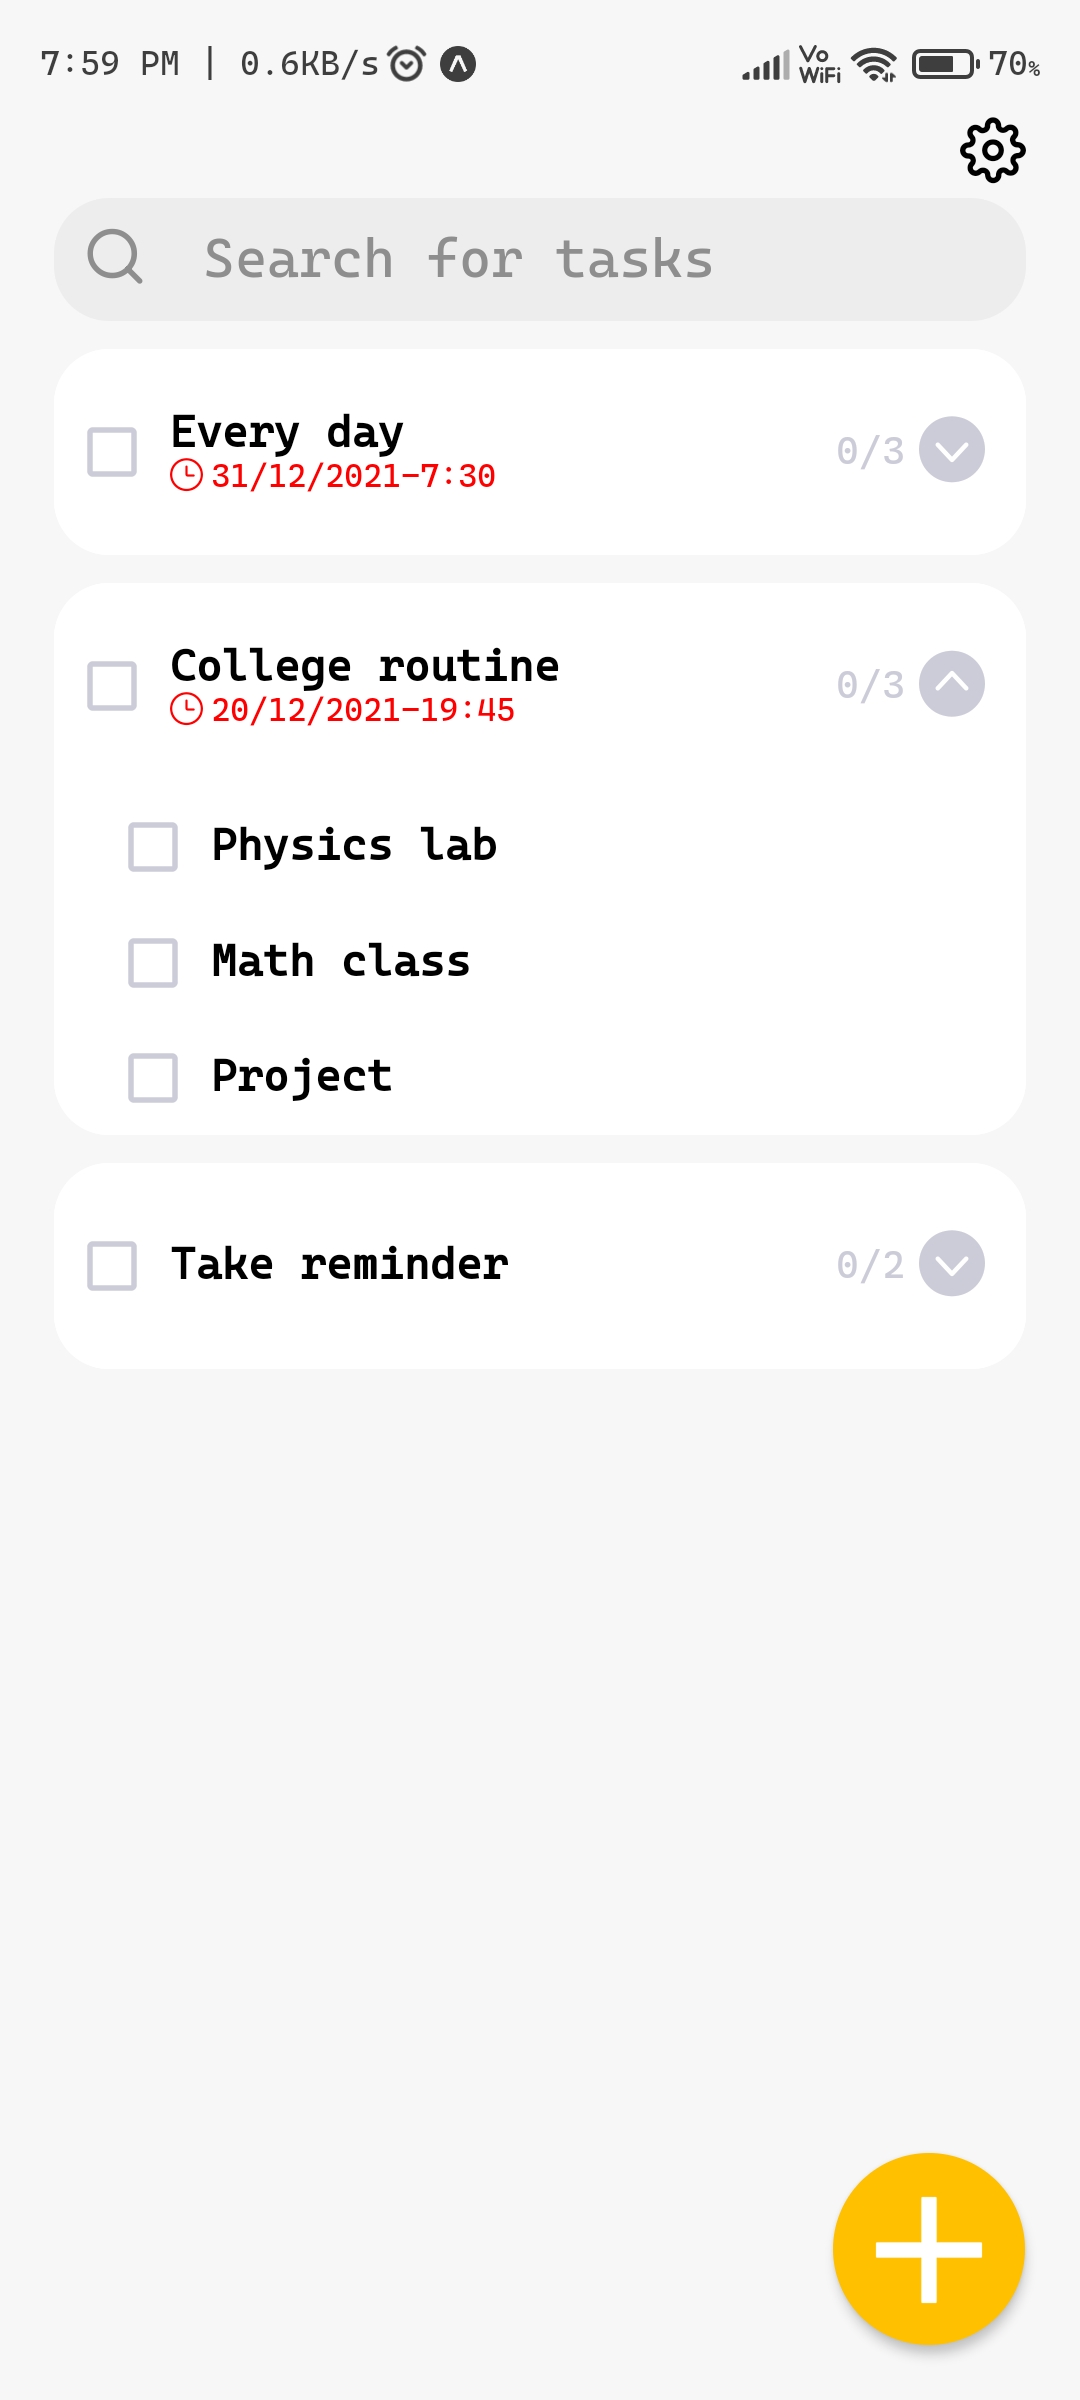 7:59 PM | 0.6KB/s Vo WiFi 70%
Search for tasks
Every day
31/12/2021-7:30
0/3
College routine
20/12/2021-19:45
0/3
Physics lab
Math class
Project
Take reminder
0/2